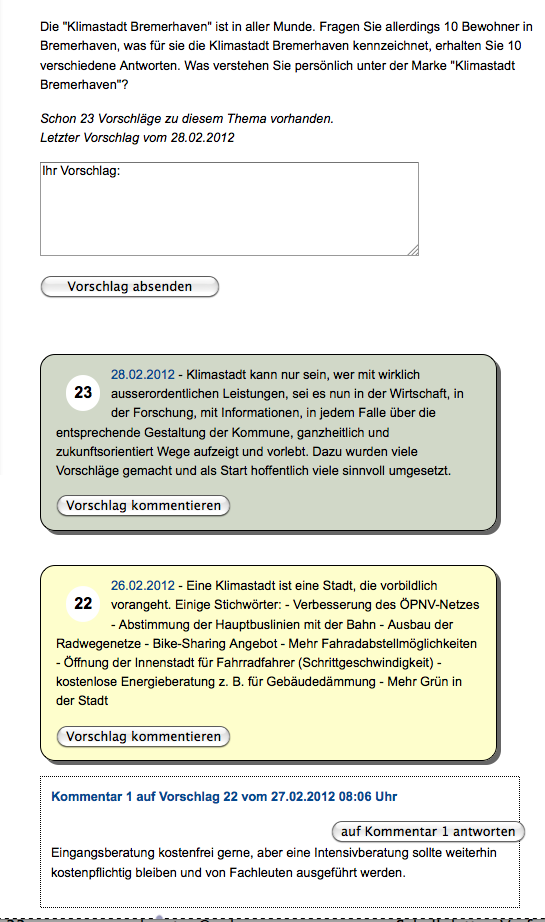 Die "Klimastadt Bremerhaven" ist in aller Munde. Fragen Sie allerdings 10 Bewohner in
Bremerhaven, was für sie die Klimastadt Bremerhaven kennzeichnet, erhalten Sie 10
verschiedene Antworten. Was verstehen Sie persönlich unter der Marke "Klimastadt
Bremerhaven"?
Schon 23 Vorschläge zu diesem Thema vorhanden.
Letzter Vorschlag vom 28.02.2012
Ihr Vorschlag:
Vorschlag absenden
23
28.02.2012 - Klimastadt kann nur sein, wer mit wirklich
ausserordentlichen Leistungen, sei es nun in der Wirtschaft, in
der Forschung, mit Informationen, in jedem Falle über die
entsprechende Gestaltung der Kommune, ganzheitlich und
zukunftsorientiert Wege aufzeigt und vorlebt. Dazu wurden viele
Vorschläge gemacht und als Start hoffentlich viele sinnvoll umgesetzt.
Vorschlag kommentieren
22
26.02.2012 - Eine Klimastadt ist eine Stadt, die vorbildlich
vorangeht. Einige Stichwörter: - Verbesserung des ÖPNV-Netzes
- Abstimmung der Hauptbuslinien mit der Bahn - Ausbau der
Radwegenetze - Bike-Sharing Angebot - Mehr Fahradabstellmöglichkeiten
- Öffnung der Innenstadt für Fahrradfahrer (Schrittgeschwindigkeit) -
kostenlose Energieberatung z. B. für Gebäudedämmung - Mehr Grün in
der Stadt
Vorschlag kommentieren
Kommentar 1 auf Vorschlag 22 vom 27.02.2012 08:06 Uhr
auf Kommentar 1 antworten
Eingangsberatung kostenfrei gerne, aber eine Intensivberatung sollte weiterhin
kostenpflichtig bleiben und von Fachleuten ausgeführt werden.